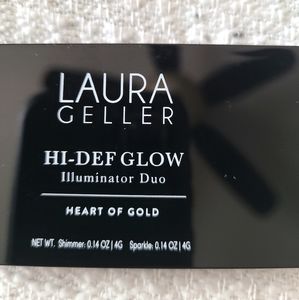 LAURA
GELLER
HI-DEF GLOW
Illuminator Duo
HEART OF GOLD
NET WT. Shimmer: 0.14 OZ | 4G Sparkle: 0.14 OZ | 4G